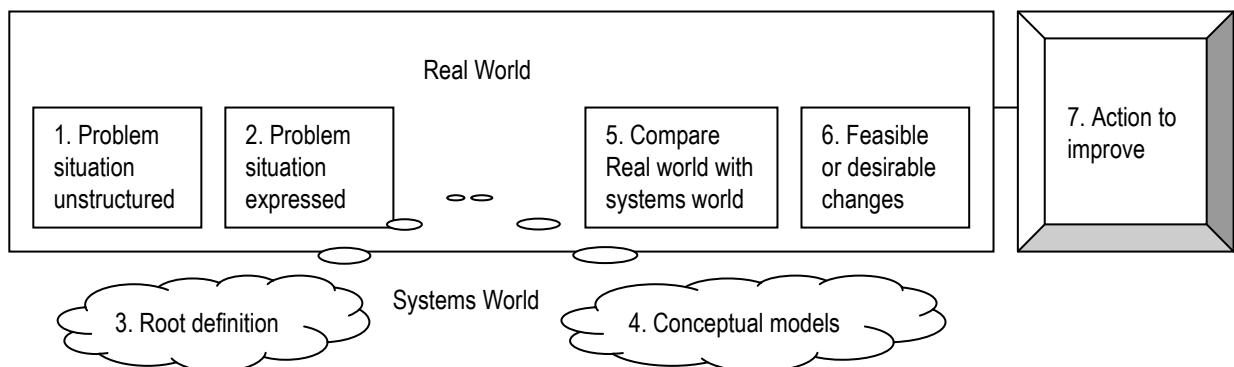 Real World
1. Problem
situation
unstructured
2. Problem
situation
expressed
5. Compare
Real world with
systems world
6. Feasible
or desirable
changes
7. Action to
improve
Systems World
3. Root definition
4. Conceptual models